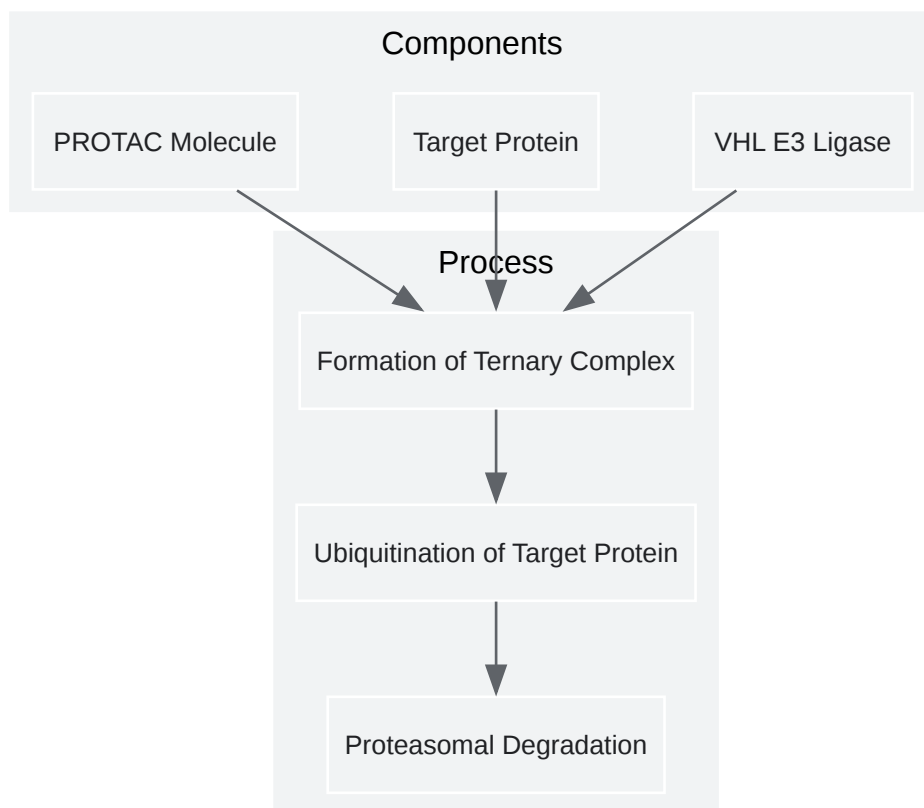 Components
PROTAC Molecule
Target Protein
VHL E3 Ligase
Process
Formation of Ternary Complex
Ubiquitination of Target Protein
Proteasomal Degradation